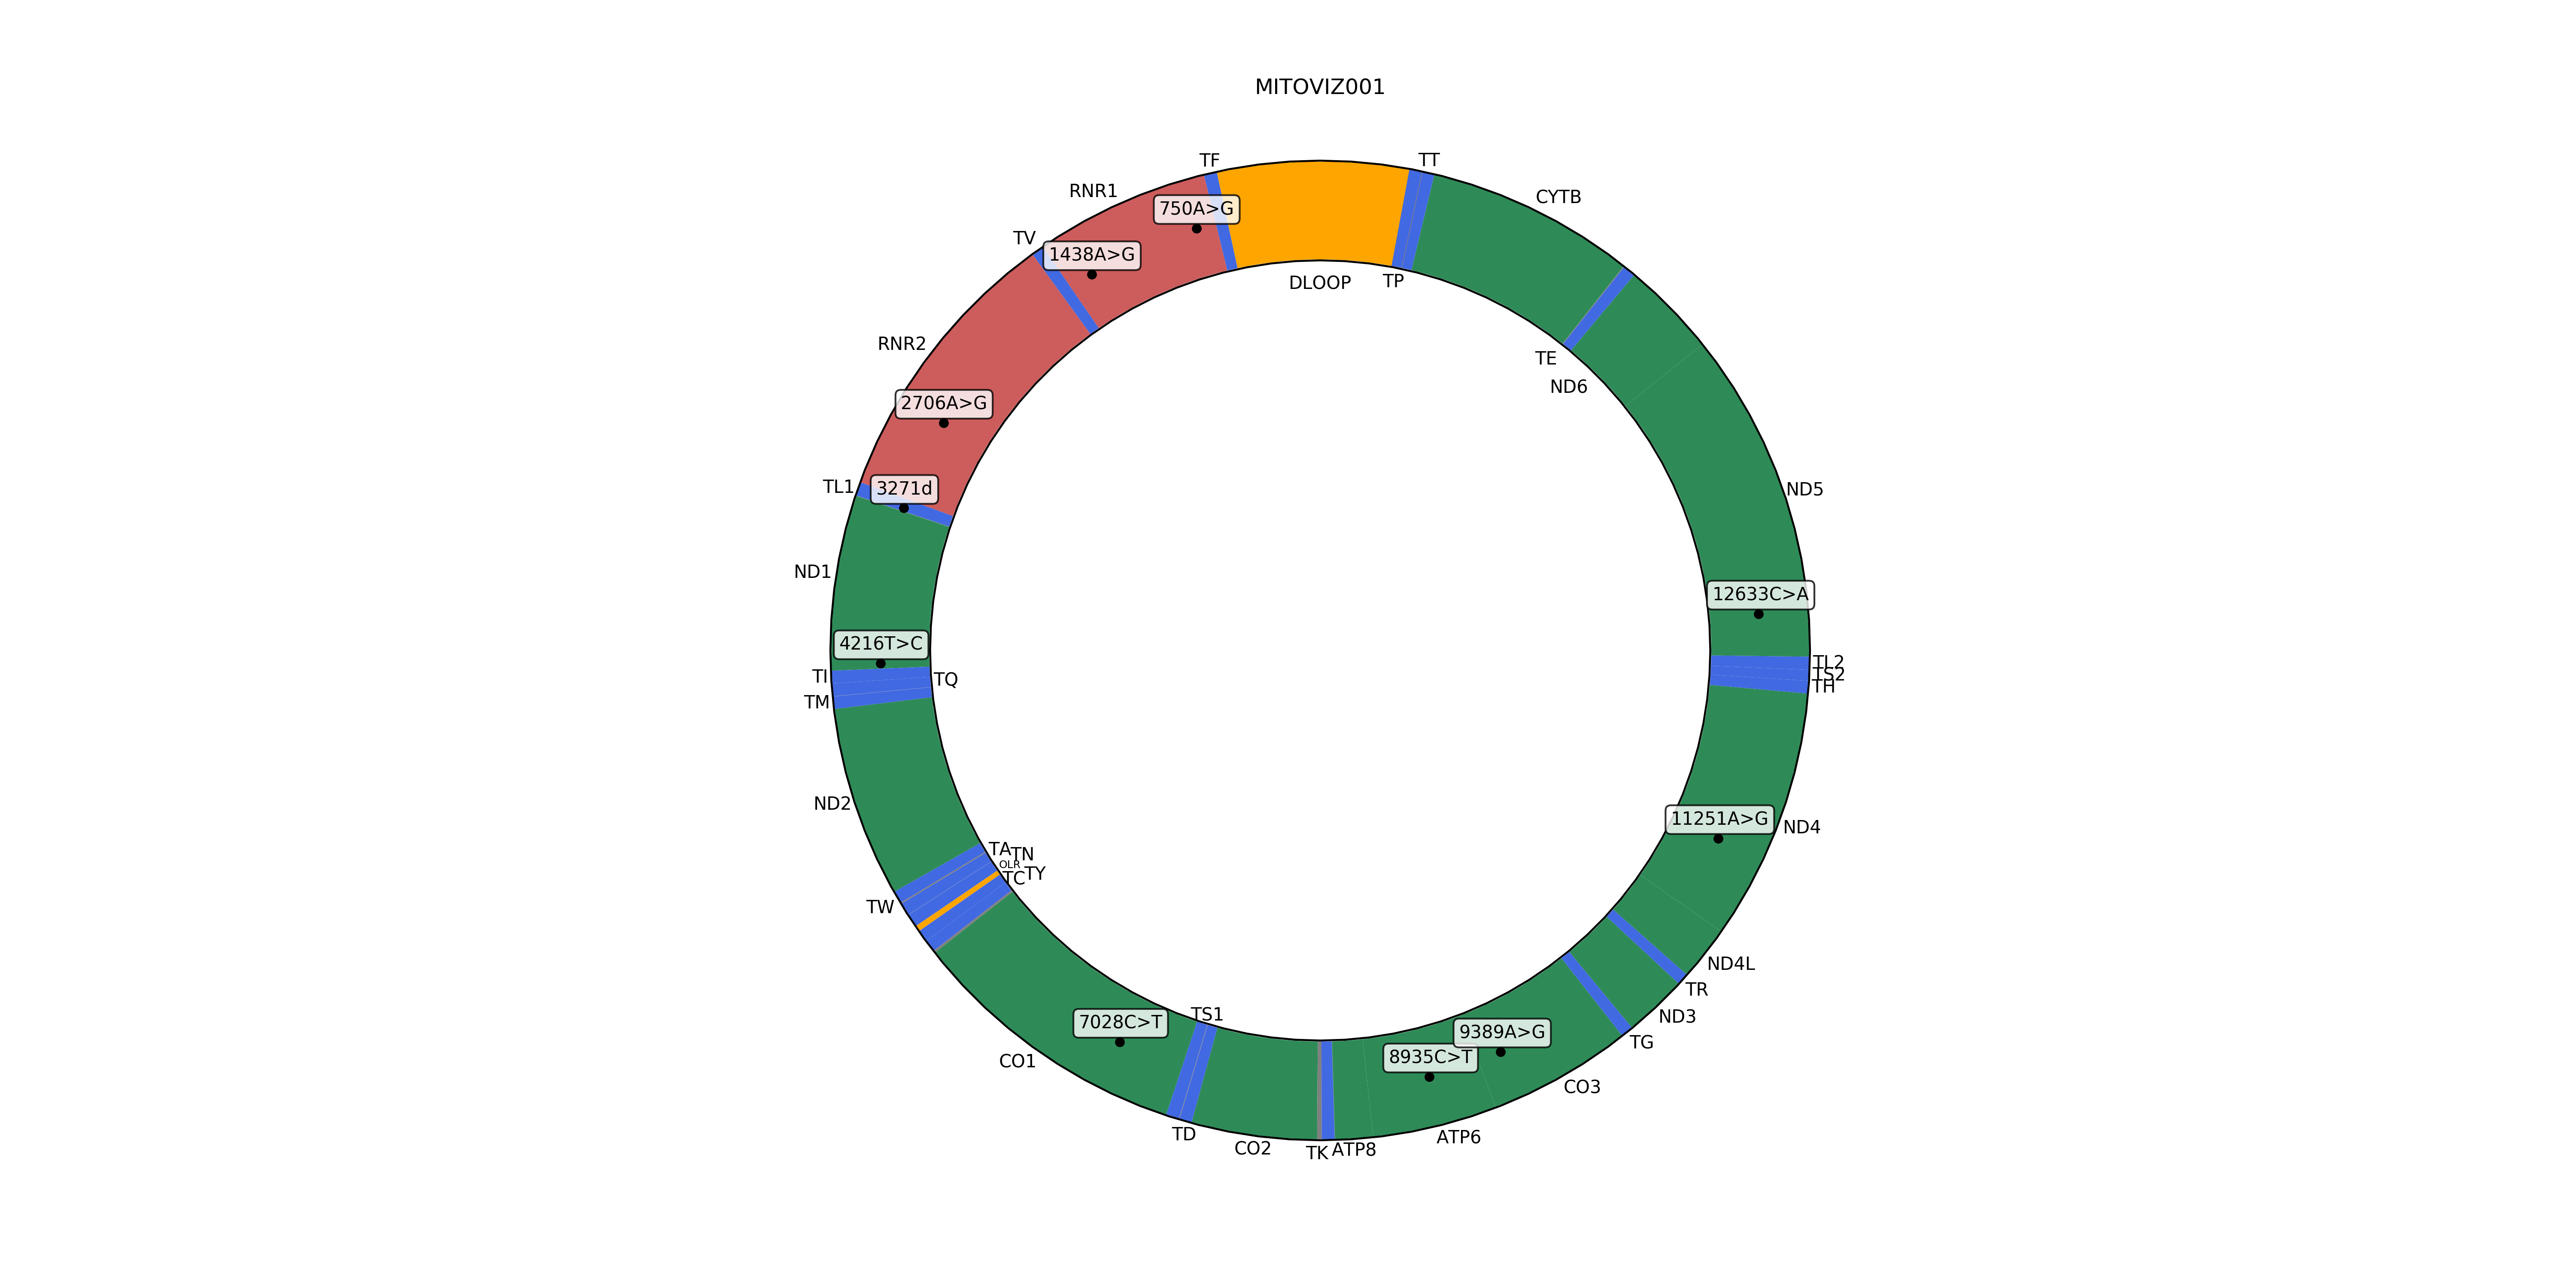 MITOVIZ001
TF
TT
RNR1
CYTB
750A>G
TV
1438A>G
DLOOP
TP
RNR2
TE
ND6
2706A>G
TL1
3271d
ND5
ND1
12633C>A
4216T>C
TI
TQ
TL2
TS2
TH
TM
ND2
11251A>G
ND4
TA
TN
OLR
TY
TC
TW
ND4L
TR
TS1
ND3
7028C>T
9389A>G
TG
CO1
8935C>T
CO3
TD
CO2
TK
ATP8
ATP6